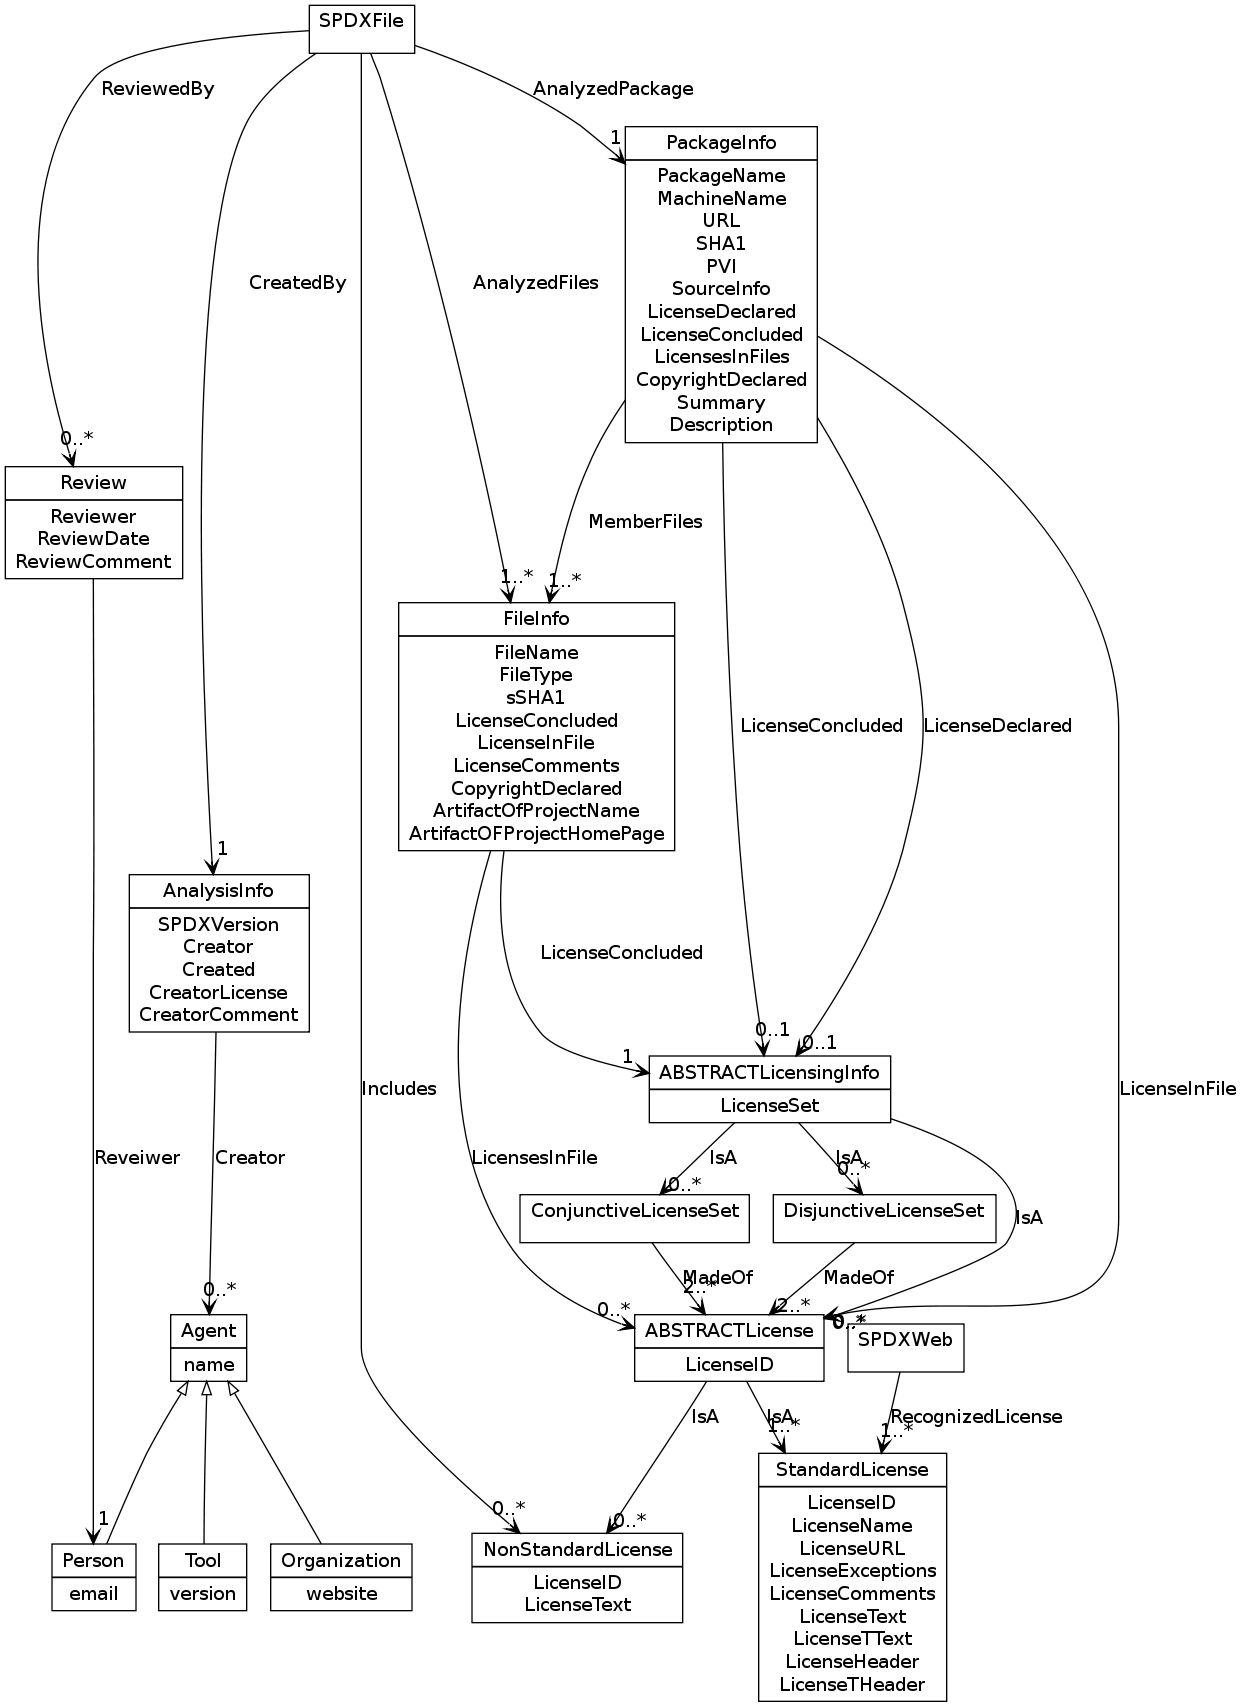 SPDXFile
ReviewedBy
AnalyzedPackage
1
PackageInfo
PackageName
MachineName
URL
SHA1
PVI
SourceInfo
LicenseDeclared
LicenseConcluded
LicensesInFiles
CopyrightDeclared
Summary
Description
CreatedBy
AnalyzedFiles
0..*
Review
Reviewer
ReviewDate
ReviewComment
MemberFiles
1..*
1..*
FileInfo
FileName
FileType
sSHA1
LicenseConcluded
LicenseInFile
LicenseComments
CopyrightDeclared
ArtifactOfProjectName
ArtifactOFProjectHomePage
LicenseConcluded
LicenseDeclared
1
AnalysisInfo
SPDXVersion
Creator
Created
CreatorLicense
CreatorComment
LicenseConcluded
0..1
0..1
1
ABSTRACTLicensingInfo
LicenseSet
Includes
LicenseInFile
Reveiwer
Creator
LicensesInFile
IsA
IsA
0..*
0..*
ConjunctiveLicenseSet
DisjunctiveLicenseSet
IsA
MadeOf
MadeOf
0..*
0..*
2..*
2..*
0..*
0..*
Agent
name
ABSTRACTLicense
LicenseID
SPDXWeb
IsA
IsA
RecognizedLicense
1..*
1..*
StandardLicense
LicenseID
LicenseName
LicenseURL
LicenseExceptions
LicenseComments
LicenseText
LicenseTText
LicenseHeader
LicenseTHeader
1
0..*
0..*
Person
email
Tool
version
Organization
website
NonStandardLicense
LicenseID
LicenseText